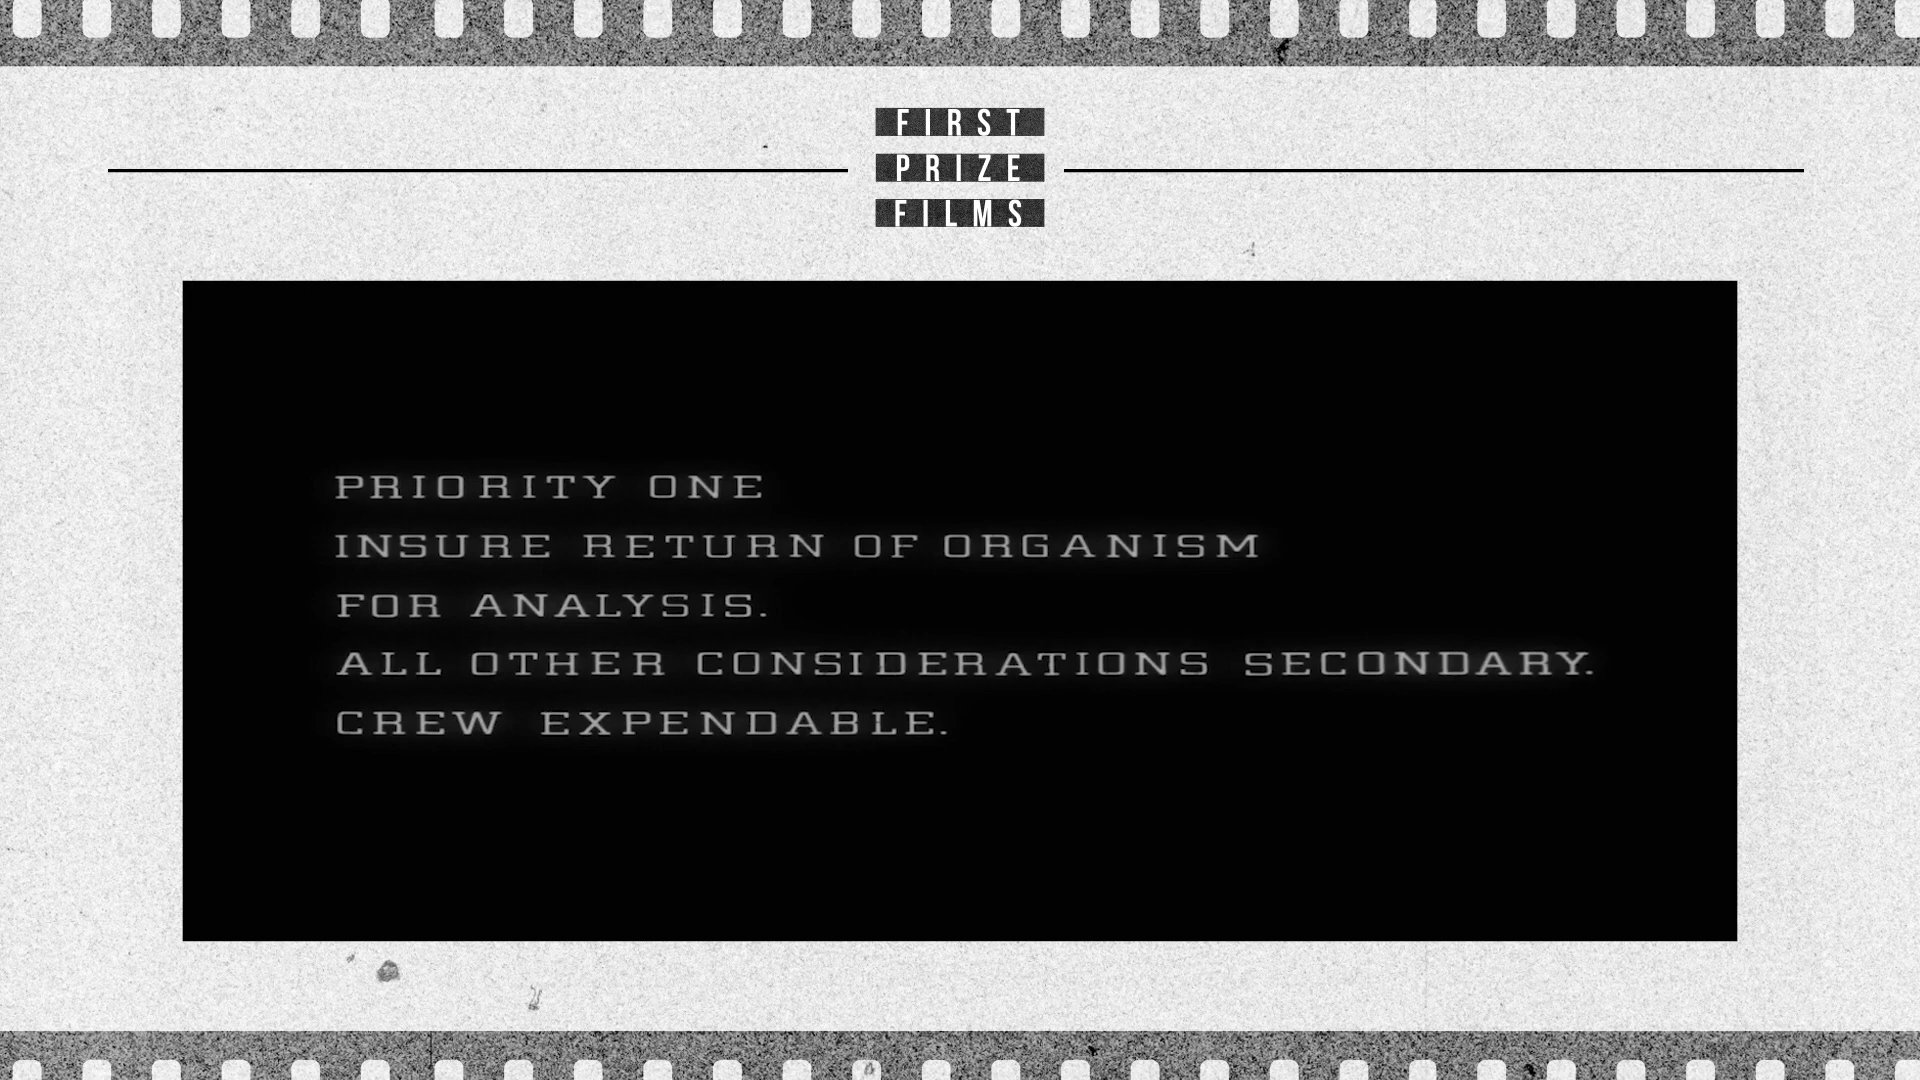 FIRST
PRIZE
FILMS
PRIORITY ONE
INSURE RETURN OF ORGANISM
FOR ANALYSIS.
ALL OTHER CONSIDERATIONS SECONDARY.
CREW EXPENDABLE.